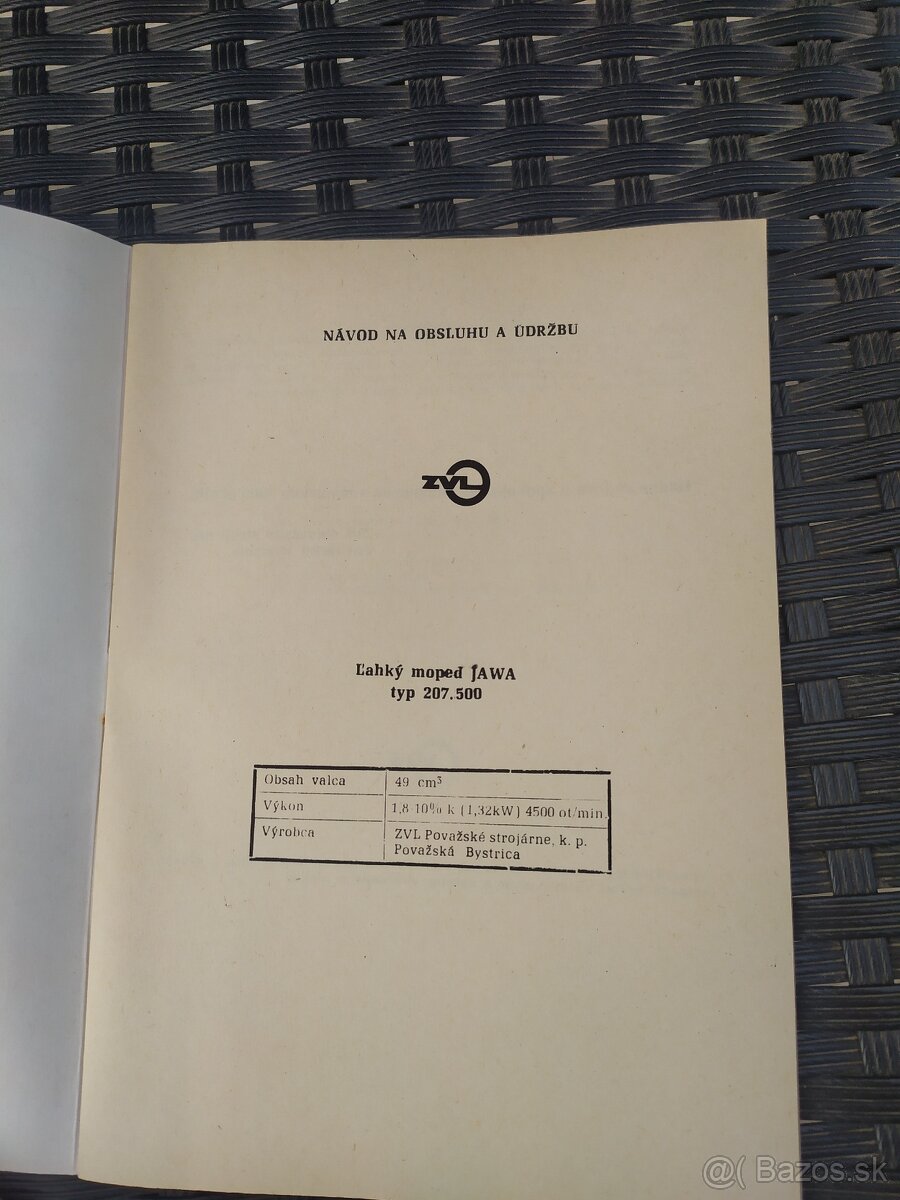 NÁVOD NA OBSLUHU A ÚDRŽBU
ZVL
Ľahký moped JAWA
typ 207.500
Obsah valca 49 cm³
Výkon 1,8 10% k (1,32kW) 4500 ot/min.
Výrobca ZVL Považské strojárne, k. p.
Považská Bystrica
@( Bazos.sk